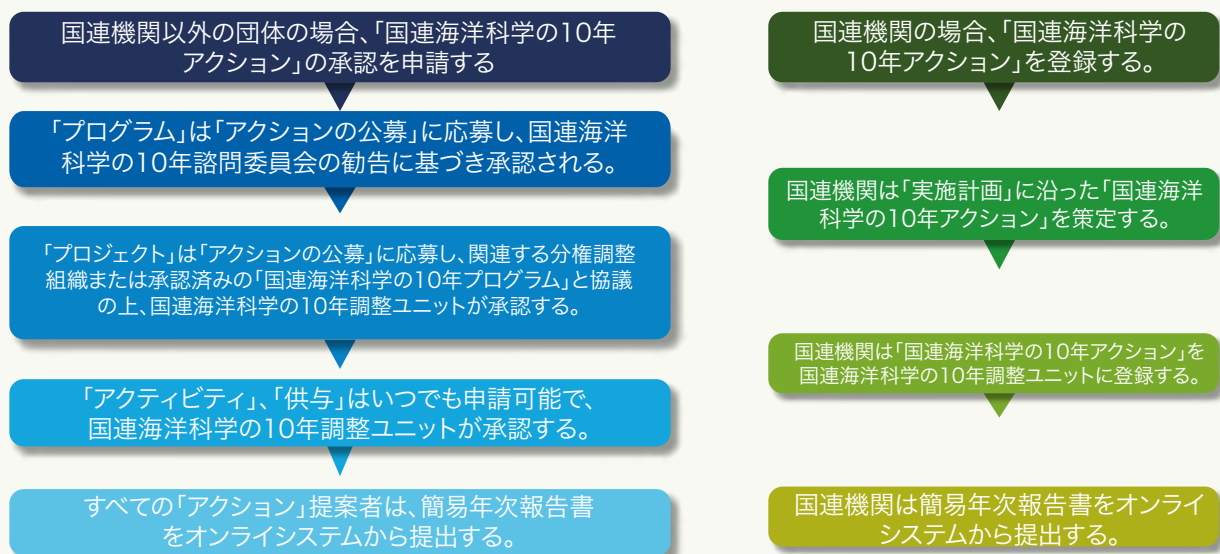 国連機関以外の団体の場合、「国連海洋科学の10年
アクション」の承認を申請する
「プログラム」は「アクションの公募」に応募し、国連海洋
科学の10年諮問委員会の勧告に基づき承認される。
「プロジェクト」は「アクションの公募」に応募し、関連する分権調整
組織または承認済みの「国連海洋科学の10年プログラム」と協議
の上、国連海洋科学の10年調整ユニットが承認する。
「アクティビティ」、「供与」はいつでも申請可能で、
国連海洋科学の10年調整ユニットが承認する。
すべての「アクション」提案者は、簡易年次報告書
をオンライシステムから提出する。
国連機関の場合、「国連海洋科学の
10年アクション」を登録する。
国連機関は「実施計画」に沿った「国連海洋
科学の10年アクション」を策定する。
国連機関は「国連海洋科学の10年アクション」を
国連海洋科学の10年調整ユニットに登録する。
国連機関は簡易年次報告書をオンライ
システムから提出する。